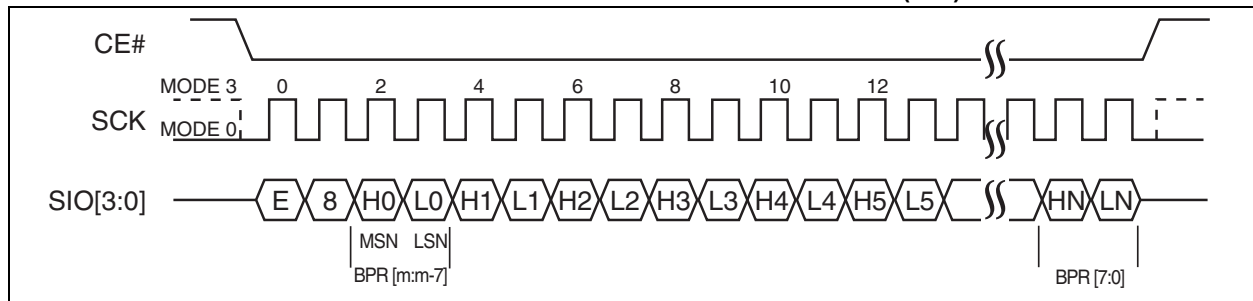 CE#
MODE 3 0 2 4 6 8 10 12
SCK
MODE 0
SIO[3:0] E 8 H0 L0 H1 L1 H2 L2 H3 L3 H4 L4 H5 L5 HN LN
MSN LSN
BPR [m:m-7] BPR [7:0]